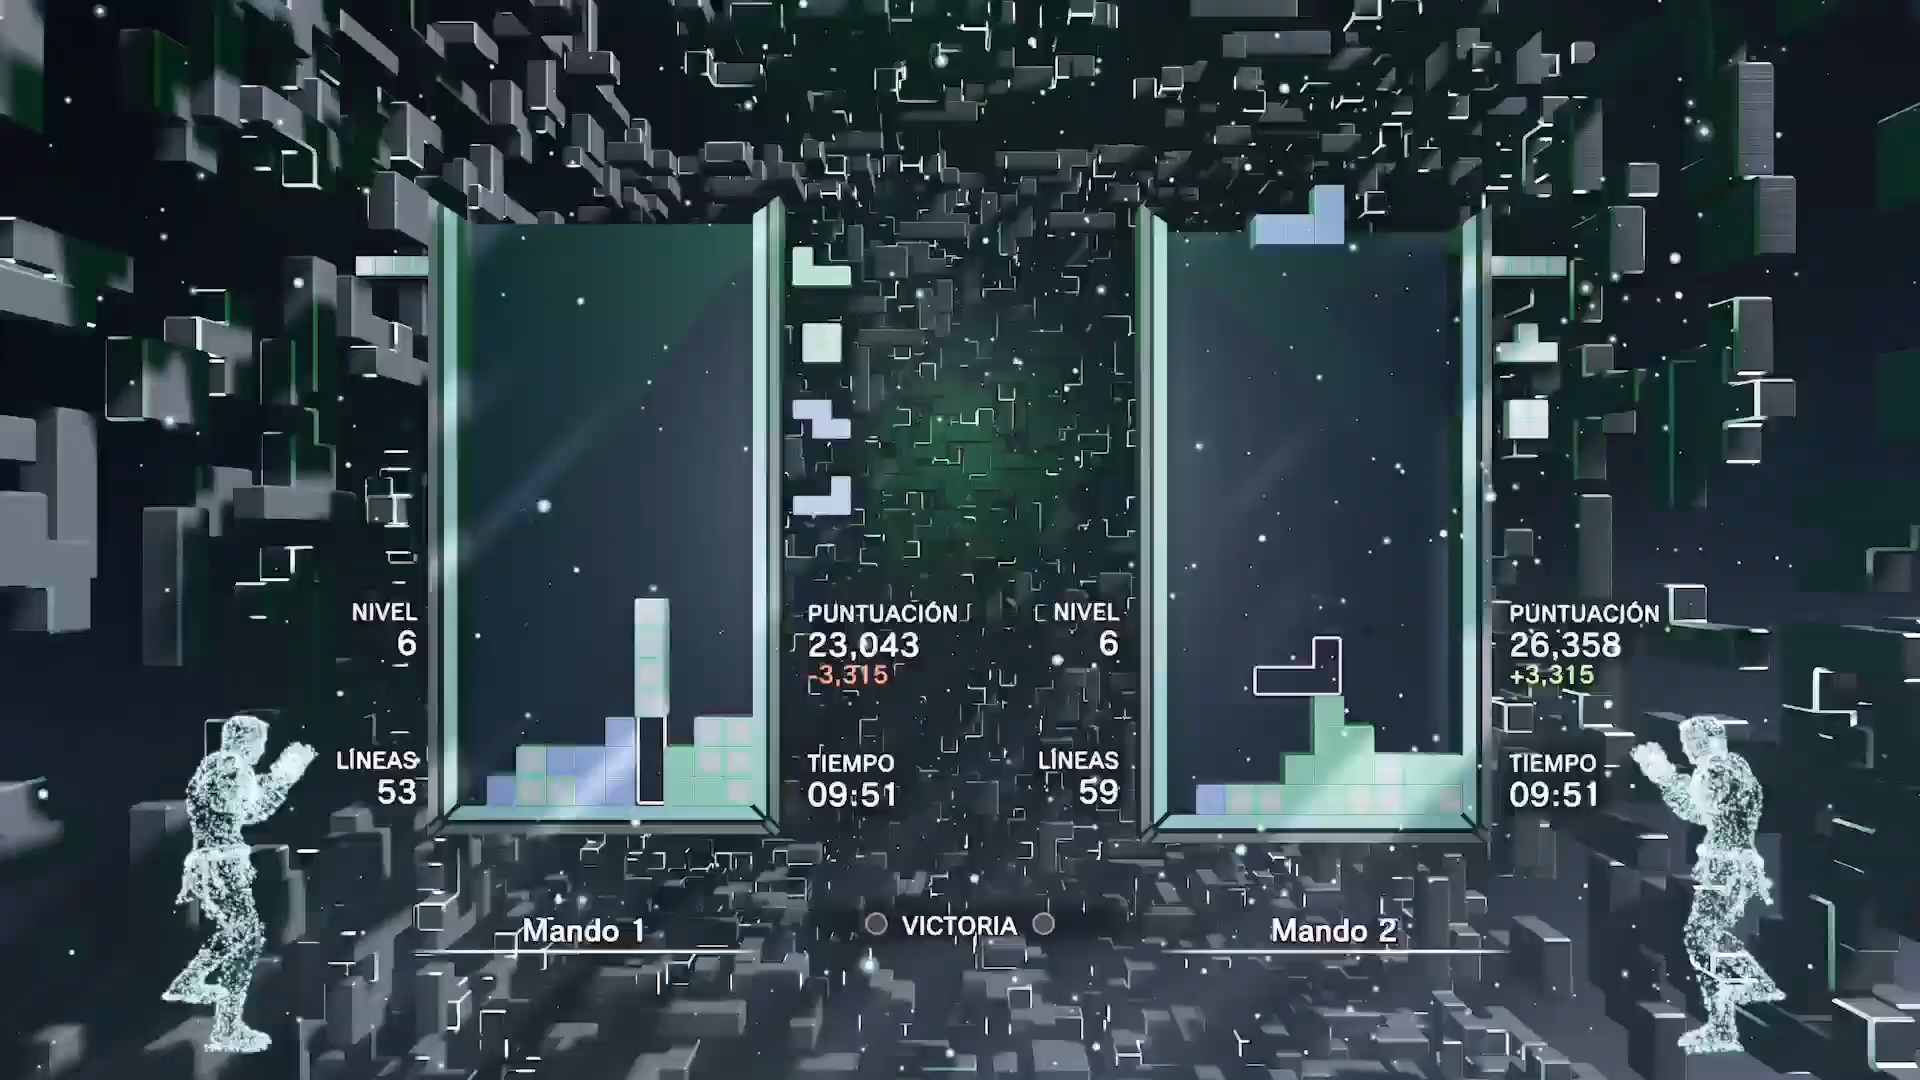 NIVEL
6
LÍNEAS
53
PUNTUACIÓN
23,043
-3,315
TIEMPO
09:51
Mando 1
VICTORIA
NIVEL
6
LÍNEAS
59
PUNTUACIÓN
26,358
+3,315
TIEMPO
09:51
Mando 2